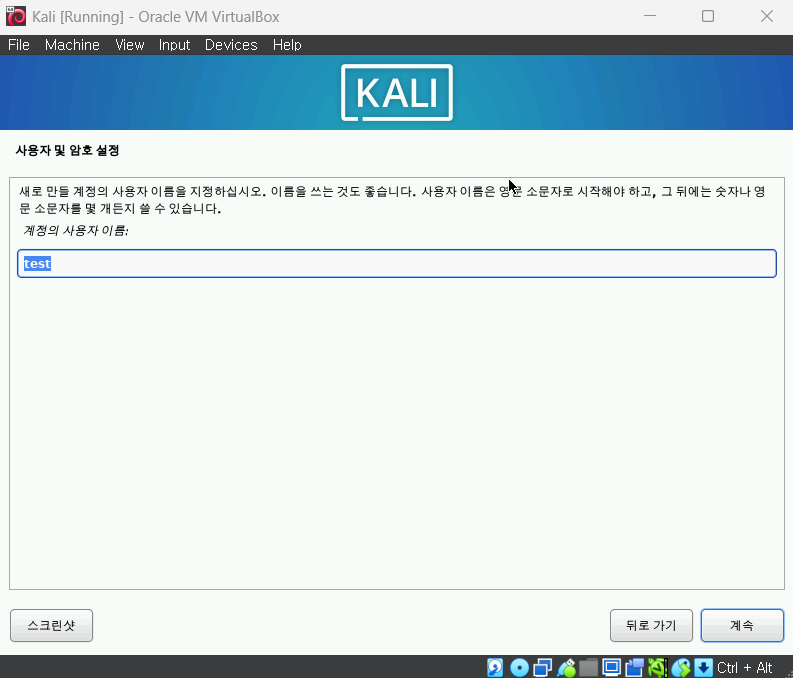 Kali [Running] - Oracle VM VirtualBox
File Machine View Input Devices Help
KALI
사용자 및 암호 설정
새로 만들 계정의 사용자 이름을 지정하십시오. 이름을 쓰는 것도 좋습니다. 사용자 이름은 영문 소문자로 시작해야 하고, 그 뒤에는 숫자나 영
문 소문자를 몇 개든지 쓸 수 있습니다.
계정의 사용자 이름:
test
스크린샷 뒤로 가기 계속
Ctrl + Alt